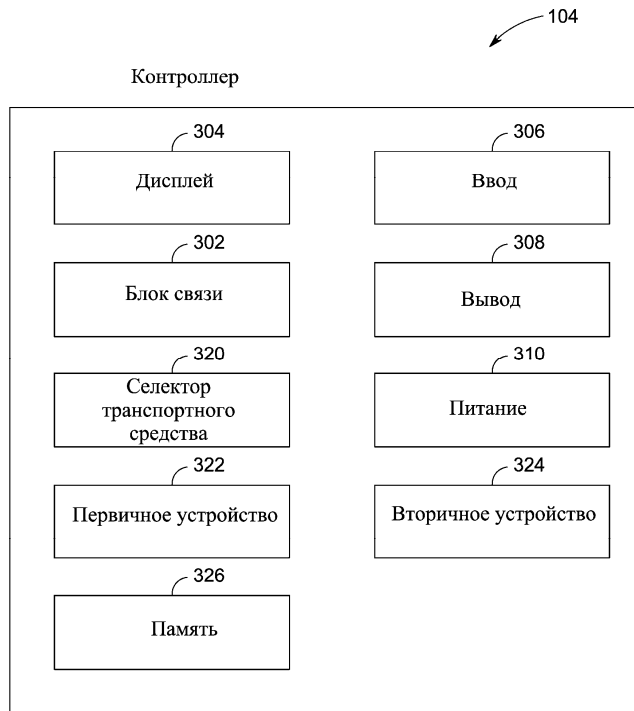 104
Контроллер
304
Дисплей
306
Ввод
302
Блок связи
308
Вывод
320
Селектор
транспортного
средства
310
Питание
322
Первичное устройство
324
Вторичное устройство
326
Память